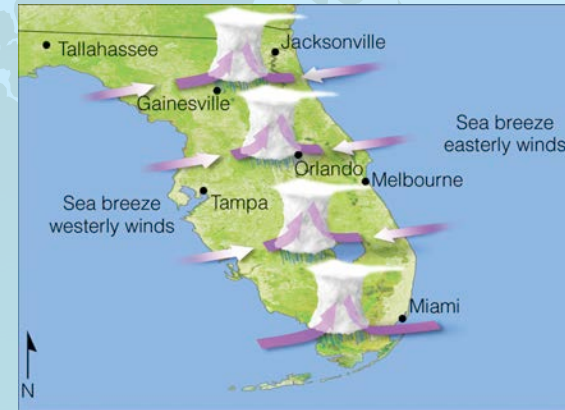 Tallahassee
Jacksonville
Gainesville
Sea breeze
easterly winds
Orlando
Melbourne
Tampa
Sea breeze
westerly winds
Miami
N